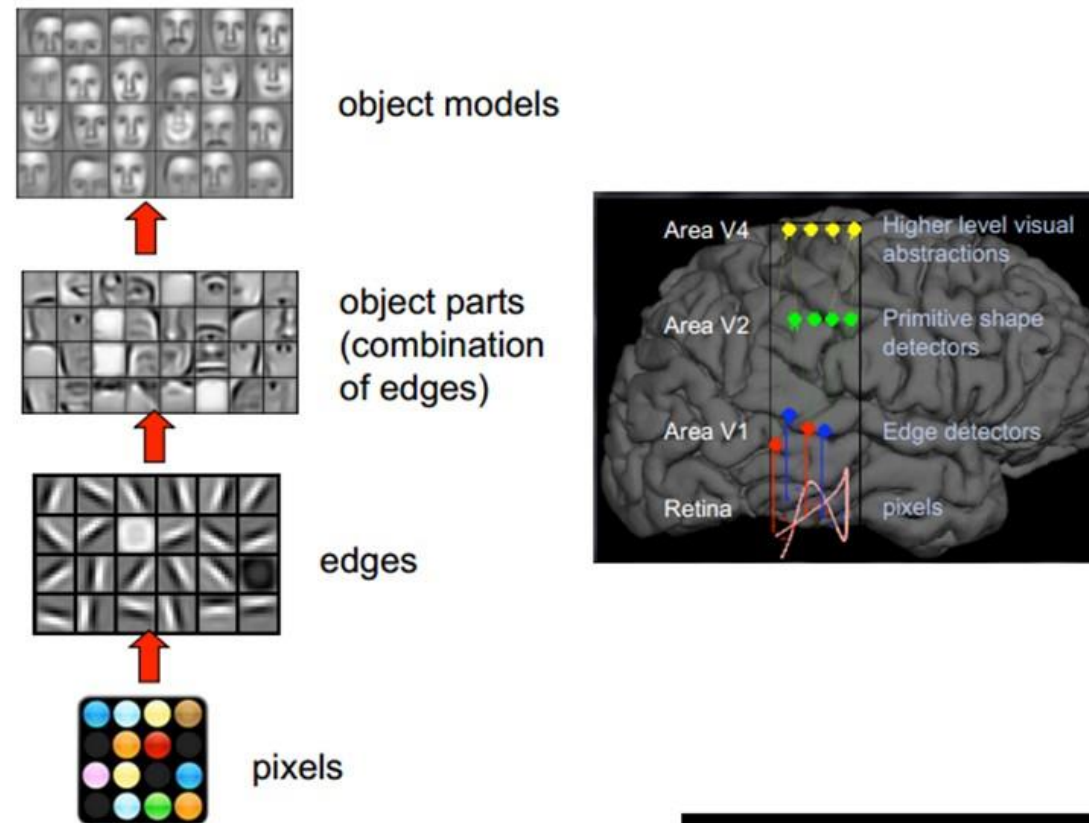 object models
object parts
(combination
of edges)
edges
pixels
Area V4
Higher level visual
abstractions
Area V2
Primitive shape
detectors
Area V1
Edge detectors
Retina
pixels